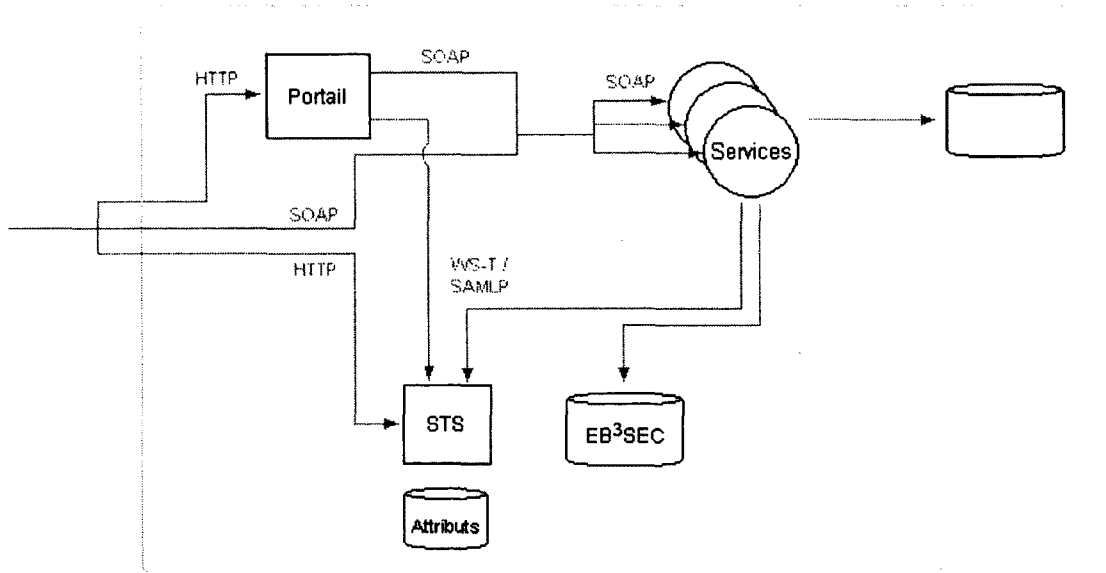 SOAP
HTTP
Portail
SOAP
Services
SOAP
HTTP
WS-T /
SAMLP
STS
EB³SEC
Attributs